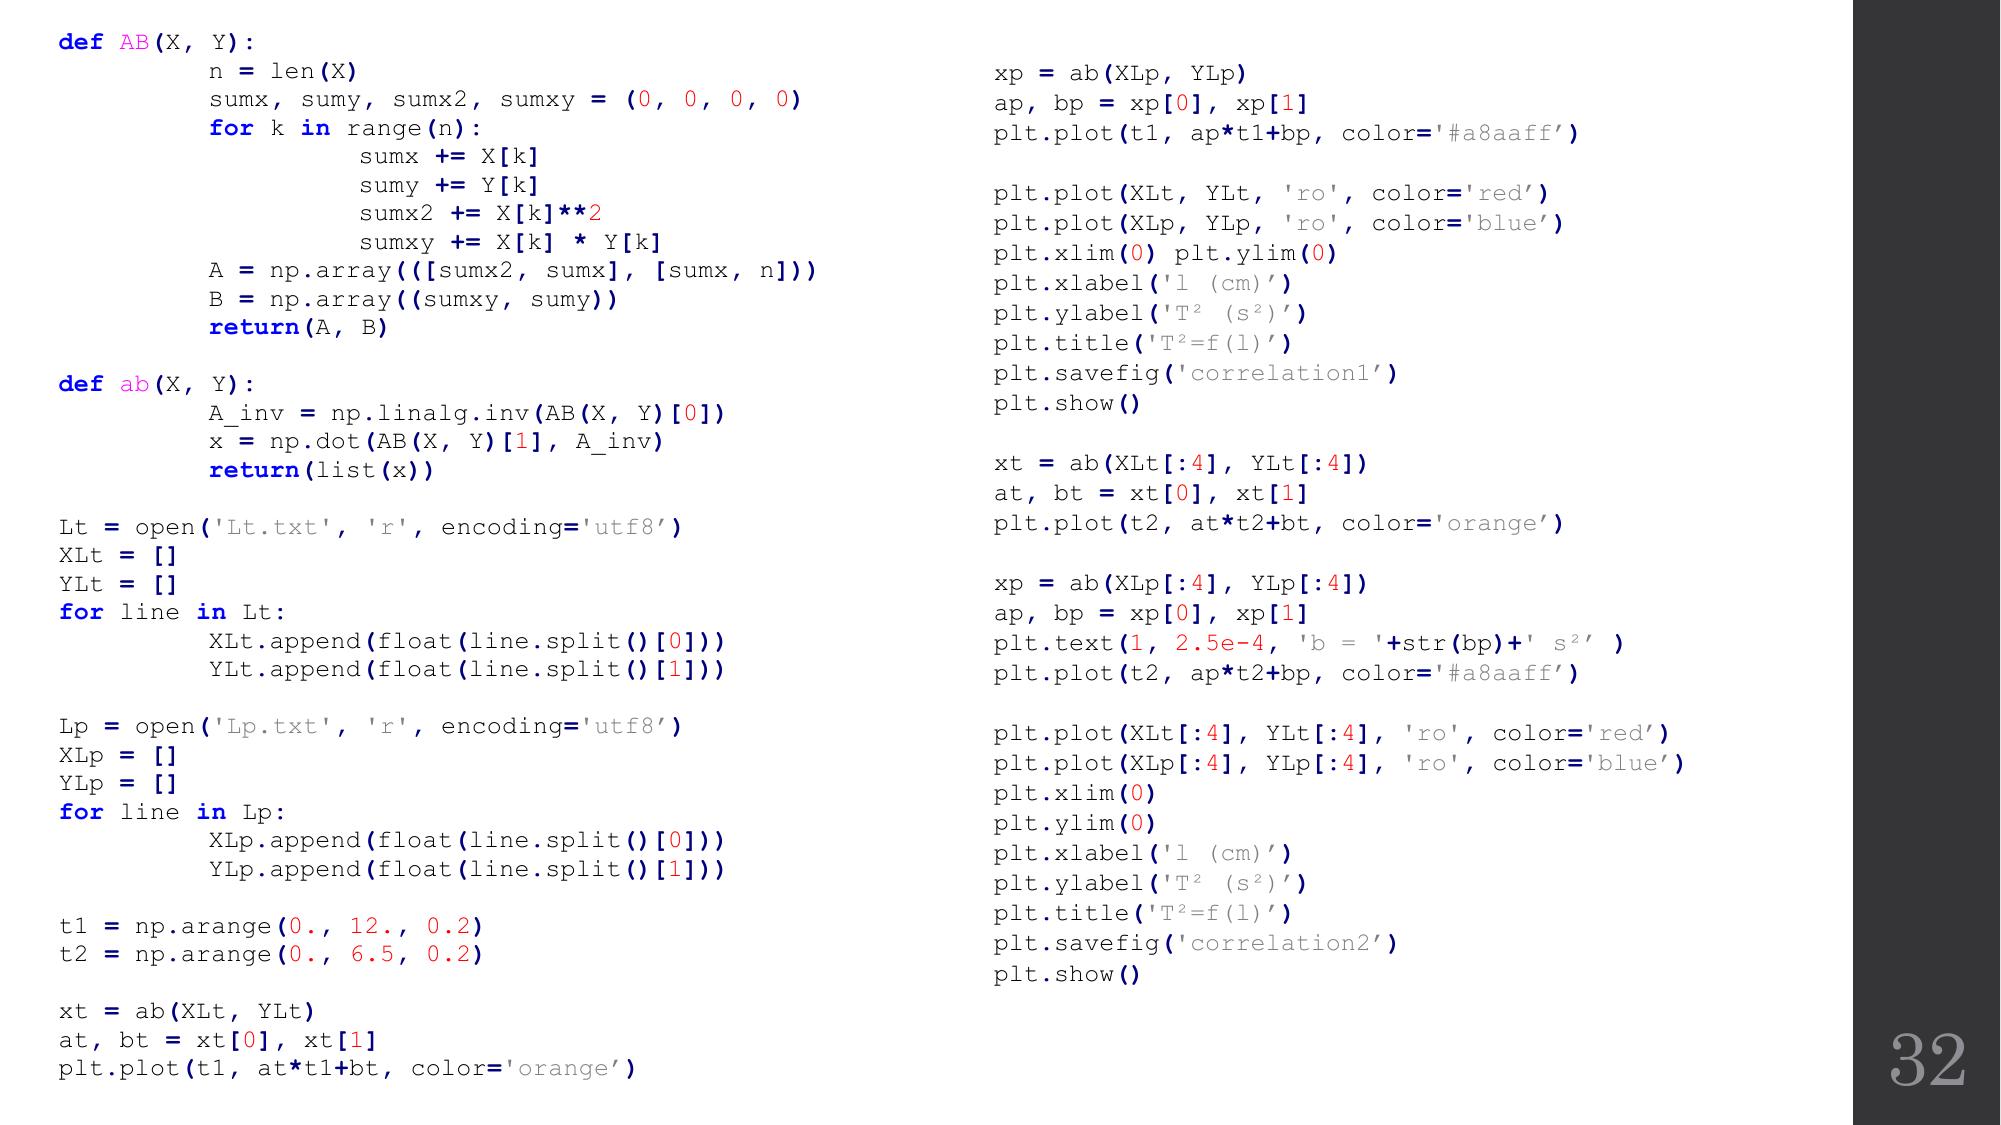 def AB(X, Y):
n = len(X)
sumx, sumy, sumx2, sumxy = (0, 0, 0, 0)
for k in range(n):
sumx += X[k]
sumy += Y[k]
sumx2 += X[k]**2
sumxy += X[k] * Y[k]
A = np.array(([sumx2, sumx], [sumx, n]))
B = np.array((sumxy, sumy))
return(A, B)
def ab(X, Y):
A_inv = np.linalg.inv(AB(X, Y)[0])
x = np.dot(AB(X, Y)[1], A_inv)
return(list(x))
Lt = open('Lt.txt', 'r', encoding='utf8’)
XLt = []
YLt = []
for line in Lt:
XLt.append(float(line.split()[0]))
YLt.append(float(line.split()[1]))
Lp = open('Lp.txt', 'r', encoding='utf8’)
XLp = []
YLp = []
for line in Lp:
XLp.append(float(line.split()[0]))
YLp.append(float(line.split()[1]))
t1 = np.arange(0., 12., 0.2)
t2 = np.arange(0., 6.5, 0.2)
xt = ab(XLt, YLt)
at, bt = xt[0], xt[1]
plt.plot(t1, at*t1+bt, color='orange’)
xp = ab(XLp, YLp)
ap, bp = xp[0], xp[1]
plt.plot(t1, ap*t1+bp, color='#a8aaff’)
plt.plot(XLt, YLt, 'ro', color='red’)
plt.plot(XLp, YLp, 'ro', color='blue’)
plt.xlim(0) plt.ylim(0)
plt.xlabel('l (cm)’)
plt.ylabel('T² (s²)’)
plt.title('T²=f(l)’)
plt.savefig('correlation1’)
plt.show()
xt = ab(XLt[:4], YLt[:4])
at, bt = xt[0], xt[1]
plt.plot(t2, at*t2+bt, color='orange’)
xp = ab(XLp[:4], YLp[:4])
ap, bp = xp[0], xp[1]
plt.text(1, 2.5e-4, 'b = '+str(bp)+' s²’ )
plt.plot(t2, ap*t2+bp, color='#a8aaff’)
plt.plot(XLt[:4], YLt[:4], 'ro', color='red’)
plt.plot(XLp[:4], YLp[:4], 'ro', color='blue’)
plt.xlim(0)
plt.ylim(0)
plt.xlabel('l (cm)’)
plt.ylabel('T² (s²)’)
plt.title('T²=f(l)’)
plt.savefig('correlation2’)
plt.show()
32